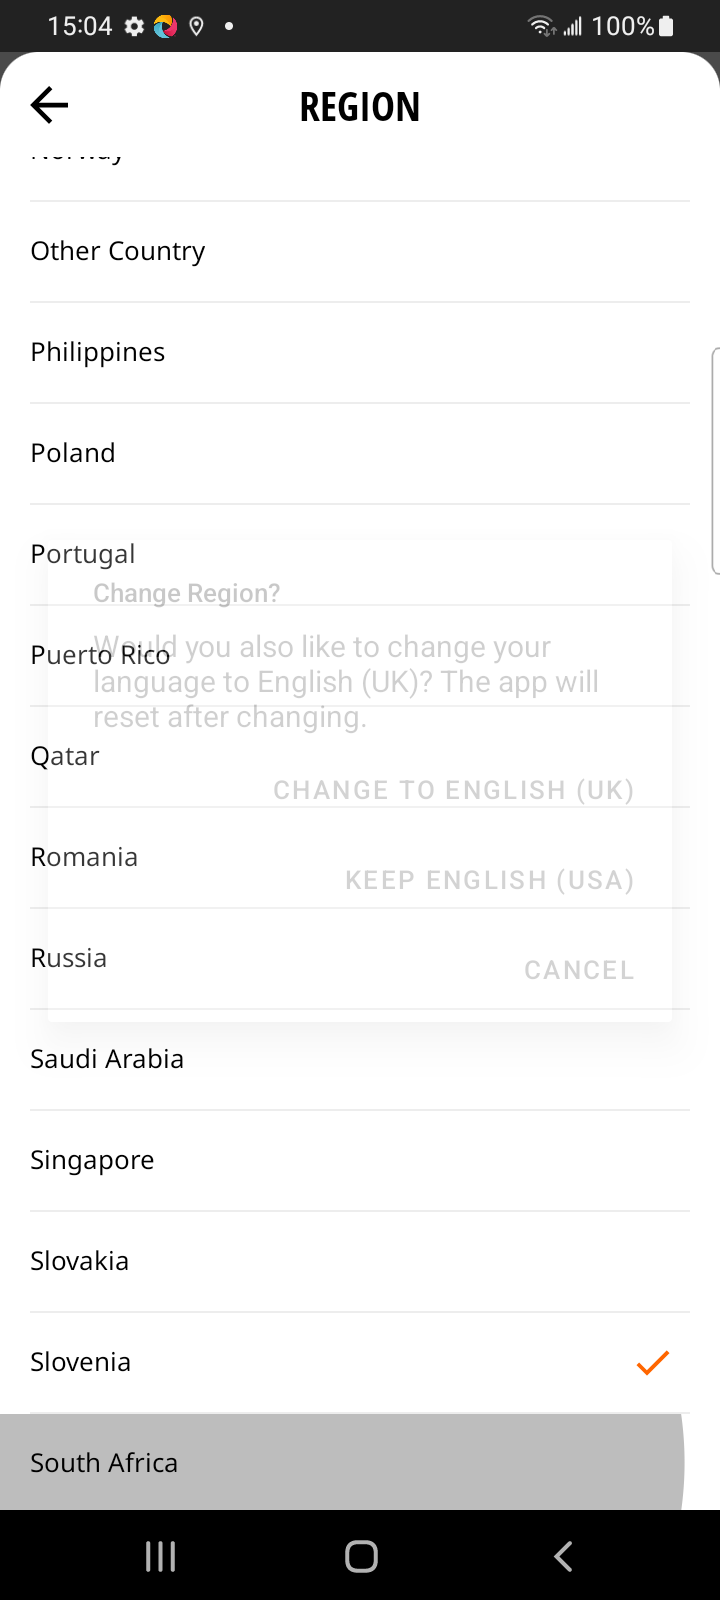 15:04
100%
REGION
Norway
Other Country
Philippines
Poland
Portugal
Change Region?
Would you also like to change your
Puerto Rico
language to English (UK)? The app will
reset after changing.
Qatar
CHANGE TO ENGLISH (UK)
Romania
KEEP ENGLISH (USA)
Russia
CANCEL
Saudi Arabia
Singapore
Slovakia
Slovenia
South Africa